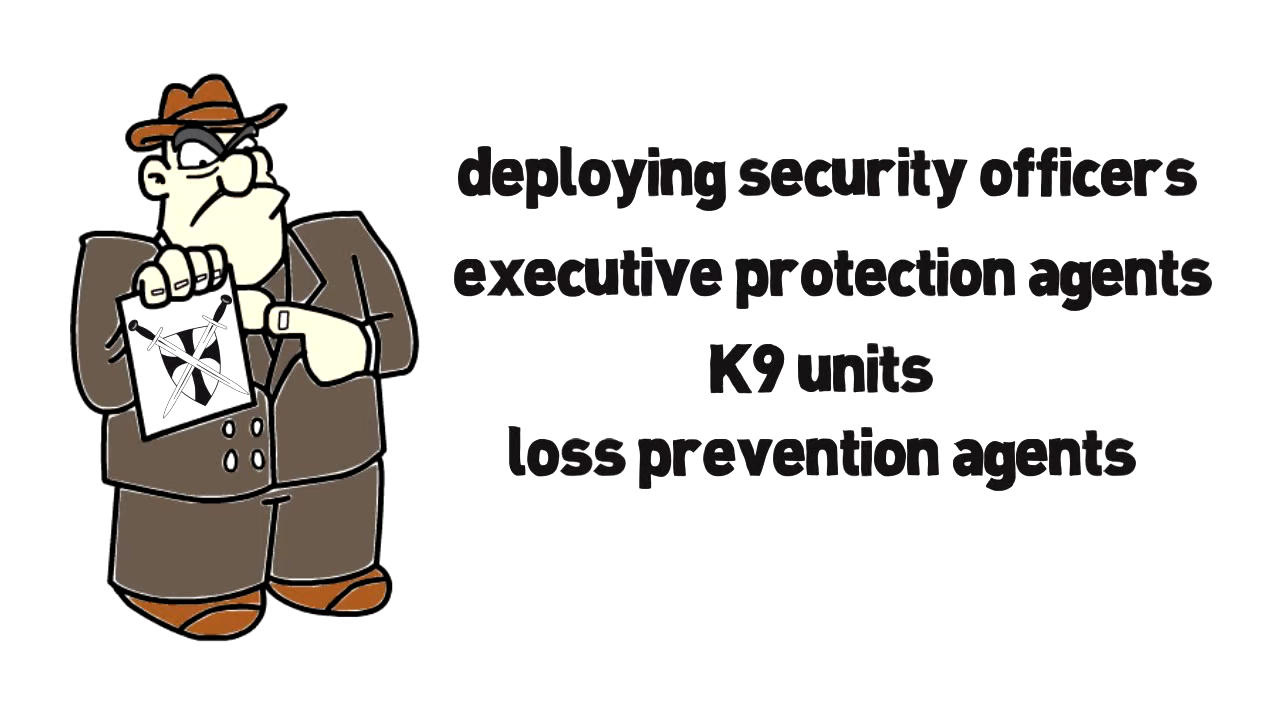 deploying security officers
executive protection agents
K9 units
loss prevention agents